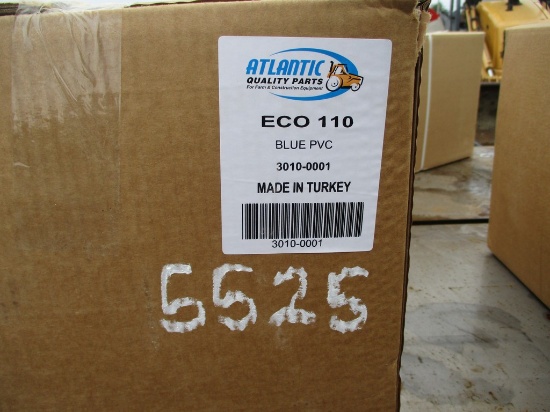 ATLANTIC
QUALITY PARTS
For Farm & Construction Equipment
ECO 110
BLUE PVC
3010-0001
MADE IN TURKEY
3010-0001
5525